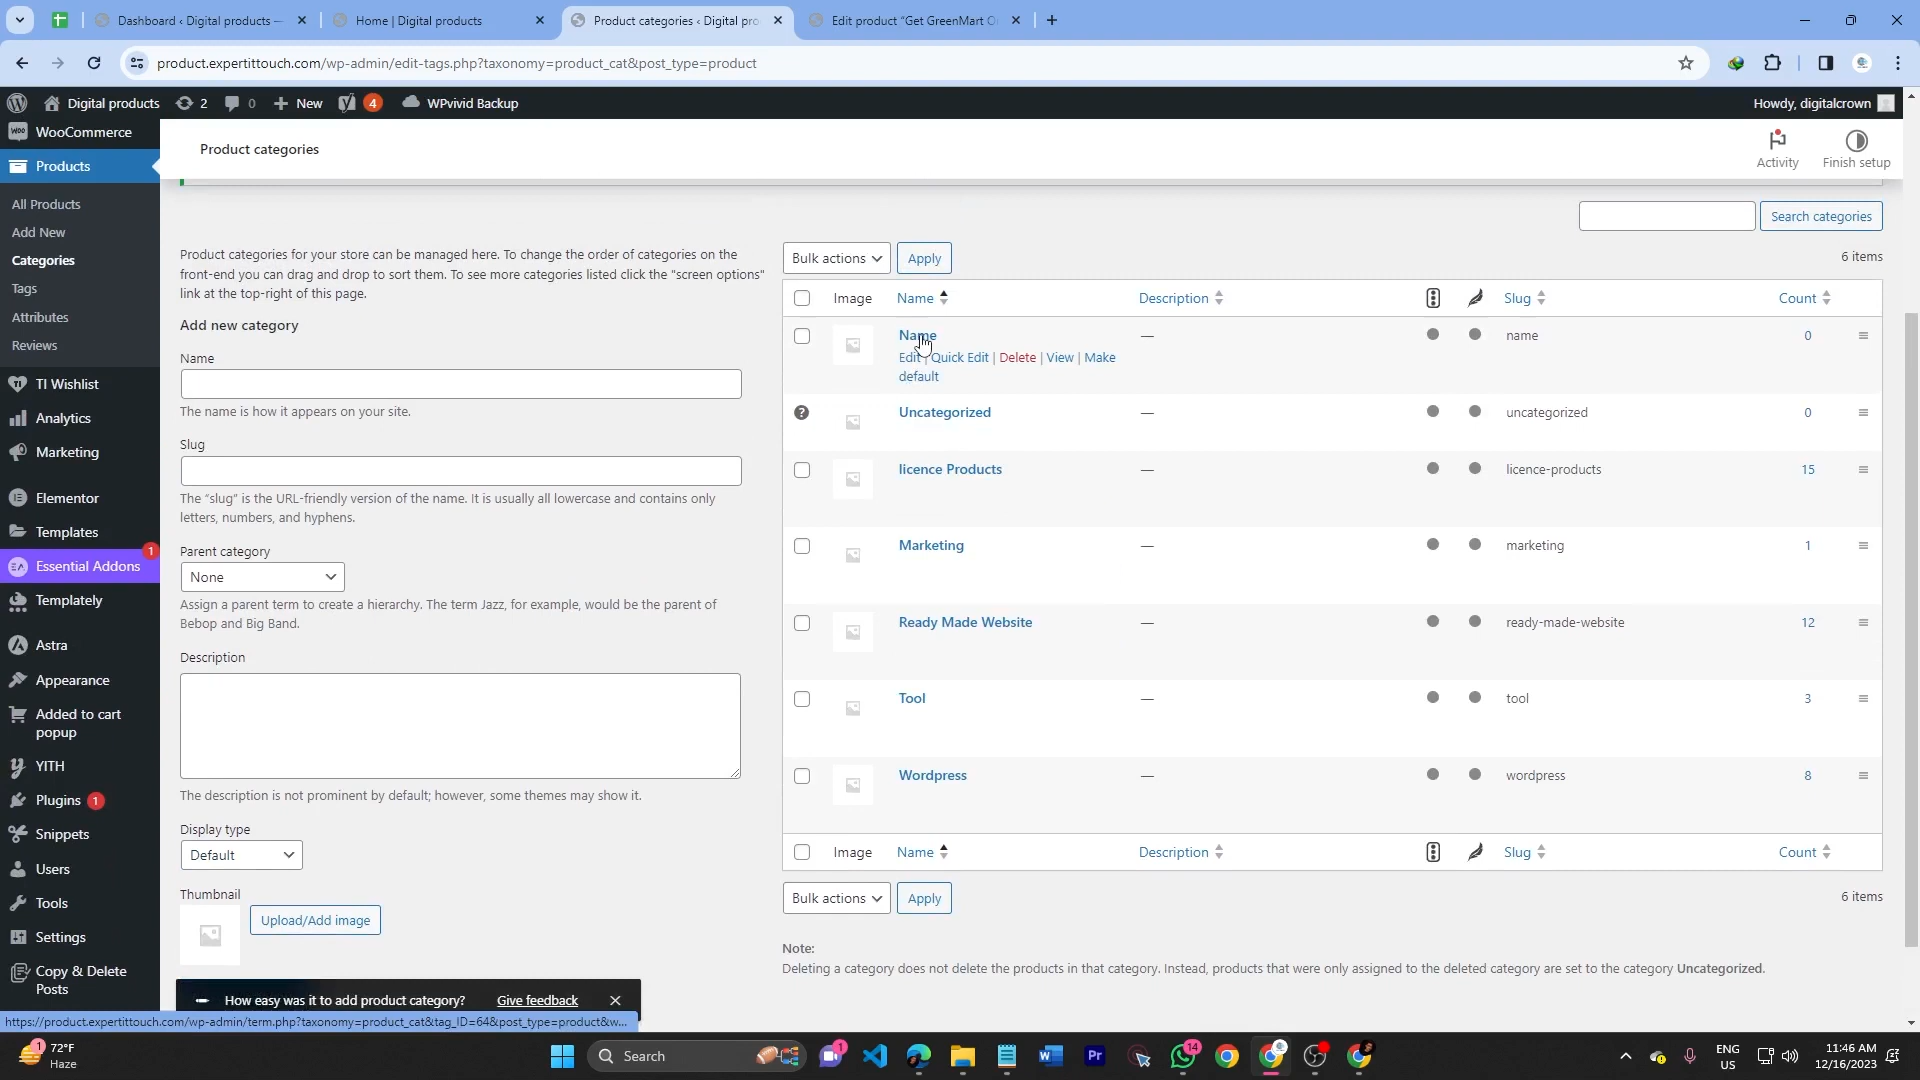 Dashboard ‹ Digital products —
Home | Digital products
Product categories ‹ Digital pro
Edit product “Get GreenMart O
product.expertittouch.com/wp-admin/edit-tags.php?taxonomy=product_cat&post_type=product
Digital products
2
0
New
4
WPvivid Backup
Howdy, digitalcrown
WooCommerce
Products
All Products
Add New
Categories
Tags
Attributes
Reviews
TI Wishlist
Analytics
Marketing
Elementor
Templates
Essential Addons
1
Templately
Astra
Appearance
Added to cart
popup
YITH
Plugins 1
Snippets
Users
Tools
Settings
Copy & Delete
Posts
Product categories
Activity
Finish setup
Search categories
Product categories for your store can be managed here. To change the order of categories on the
front-end you can drag and drop to sort them. To see more categories listed click the "screen options"
link at the top-right of this page.
Add new category
Name
The name is how it appears on your site.
Slug
The “slug” is the URL-friendly version of the name. It is usually all lowercase and contains only
letters, numbers, and hyphens.
Parent category
None
Assign a parent term to create a hierarchy. The term Jazz, for example, would be the parent of
Bebop and Big Band.
Description
The description is not prominent by default; however, some themes may show it.
Display type
Default
Thumbnail
Upload/Add image
How easy was it to add product category? Give feedback
Bulk actions Apply 6 items
Image Name Description Slug Count
Name — name 0
Edit | Quick Edit | Delete | View | Make
default
Uncategorized — uncategorized 0
licence Products — licence-products 15
Marketing — marketing 1
Ready Made Website — ready-made-website 12
Tool — tool 3
Wordpress — wordpress 8
Image Name Description Slug Count
Bulk actions Apply 6 items
Note:
Deleting a category does not delete the products in that category. Instead, products that were only assigned to the deleted category are set to the category Uncategorized.
https://product.expertittouch.com/wp-admin/term.php?taxonomy=product_cat&tag_ID=64&post_type=product&w...
1
72°F
Haze
Search
1
14
ENG
US
11:46 AM
12/16/2023